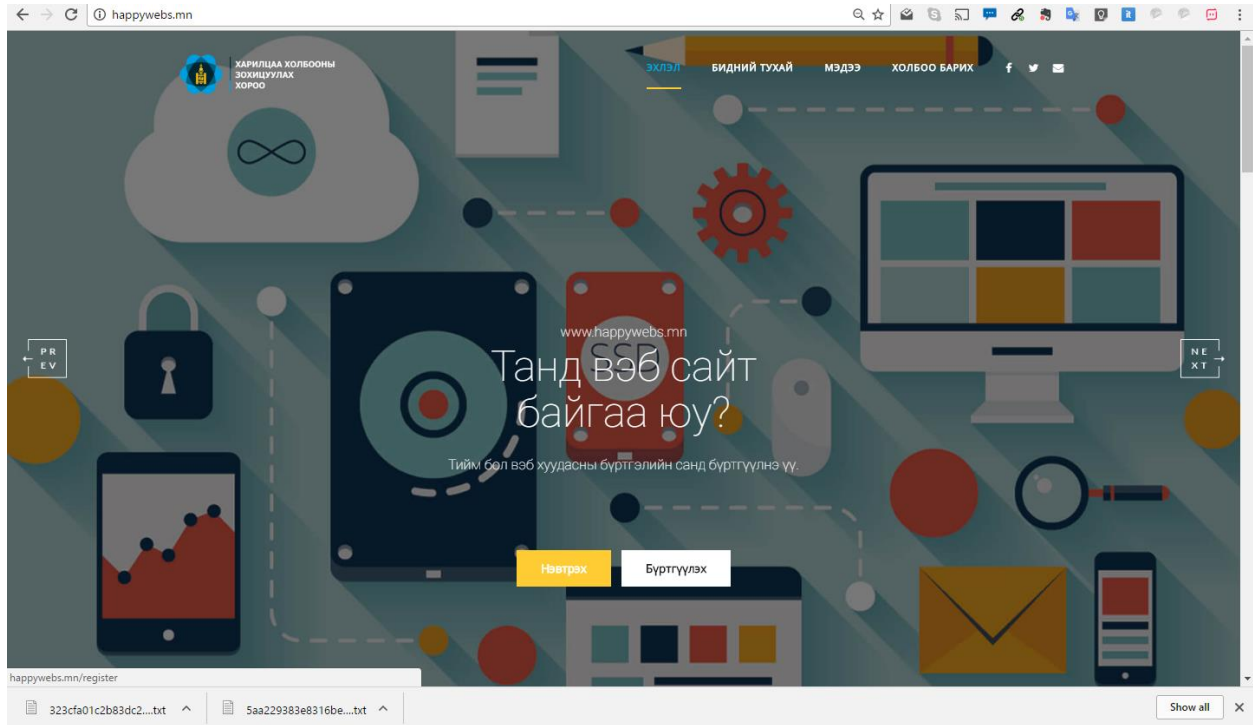 happywebs.mn
ХАРИЛЦАА ХОЛБООНЫ
ЗОХИЦУУЛАХ
ХОРОО
ЭХЛЭЛ БИДНИЙ ТУХАЙ МЭДЭЭ ХОЛБОО БАРИХ
SSD
www.happywebs.mn
Танд вэб сайт
байгаа юу?
PR
EV
NE
XT
Тийм бол вэб хуудасны бүртгэлийн санд бүртгүүлнэ үү.
Нэвтрэх Бүртгүүлэх
happywebs.mn/register
323cfa01c2b83dc2....txt 5aa229383e8316be....txt Show all